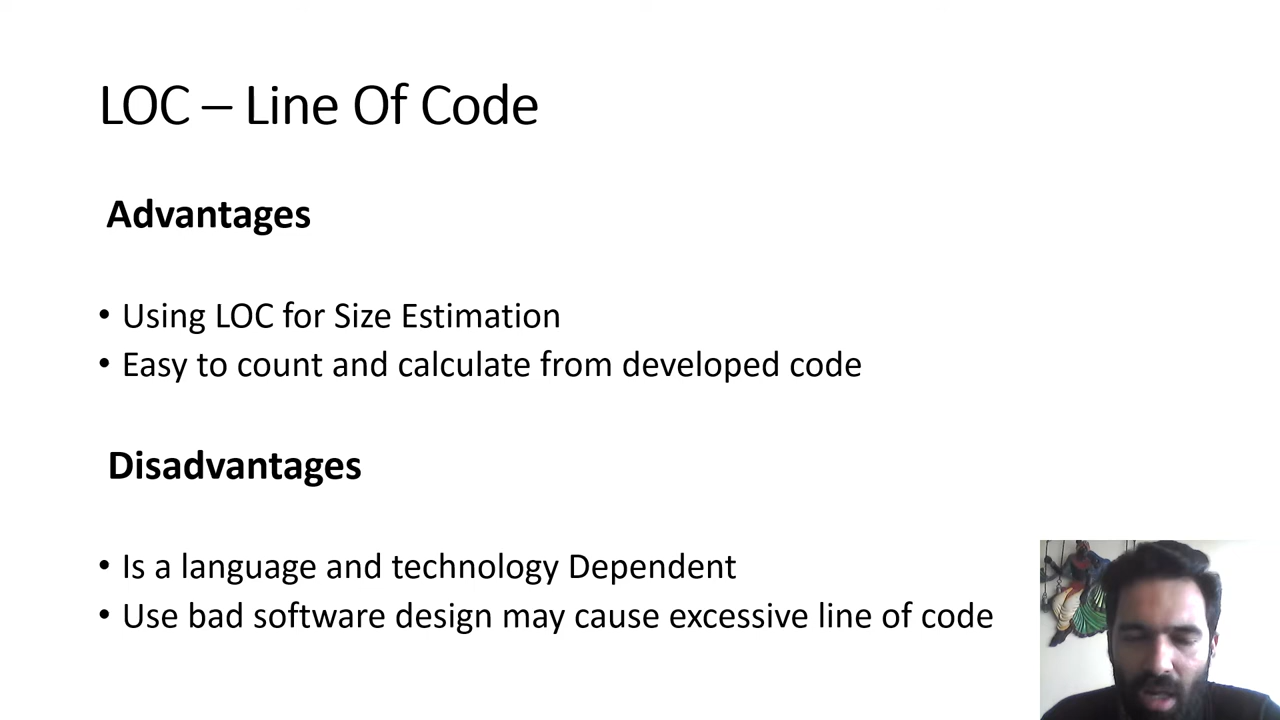 LOC – Line Of Code
Advantages
• Using LOC for Size Estimation
• Easy to count and calculate from developed code
Disadvantages
• Is a language and technology Dependent
• Use bad software design may cause excessive line of code